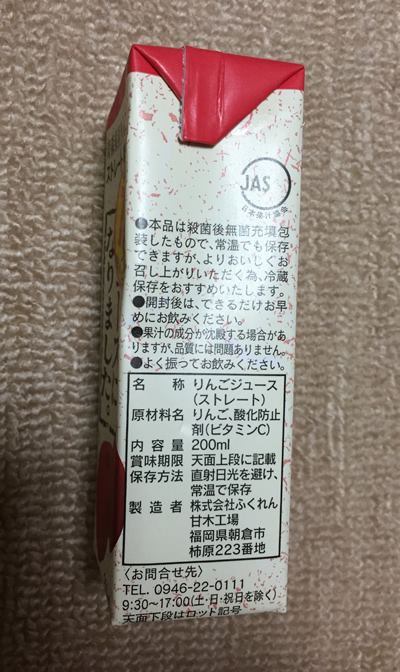 JAS
日本果汁協会
●本品は殺菌後無菌充填包
装したもので、常温でも保存
できますが、よりおいしくお
召し上がりいただく為、冷蔵
保存をおすすめいたします。
●開封後は、できるだけお早
めにお飲みください。
●果汁の成分が沈殿する場合があ
りますが、品質には問題ありません。
●よく振ってお飲みください。
名称 りんごジュース
(ストレート)
原材料名 りんご、酸化防止
剤(ビタミンC)
内容量 200ml
賞味期限 天面上段に記載
保存方法 直射日光を避け、
常温で保存
製造者 株式会社ふくれん
甘木工場
福岡県朝倉市
柿原223番地
〈お問合せ先〉
TEL. 0946-22-0111
9:30～17:00(土・日・祝日を除く)
天面下段はロット記号